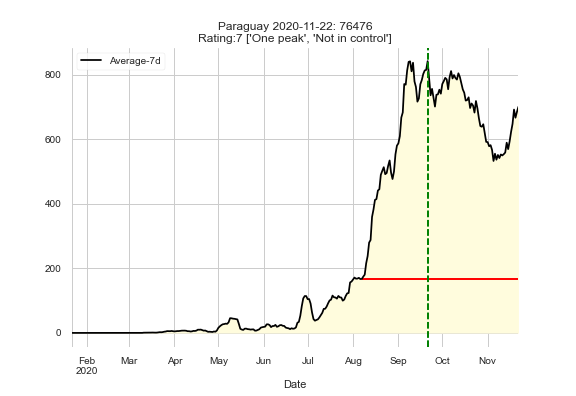 Paraguay 2020-11-22: 76476
Rating:7 ['One peak', 'Not in control']
Average-7d
800
600
400
200
0
Feb Mar Apr May Jun Jul Aug Sep Oct Nov
2020
Date